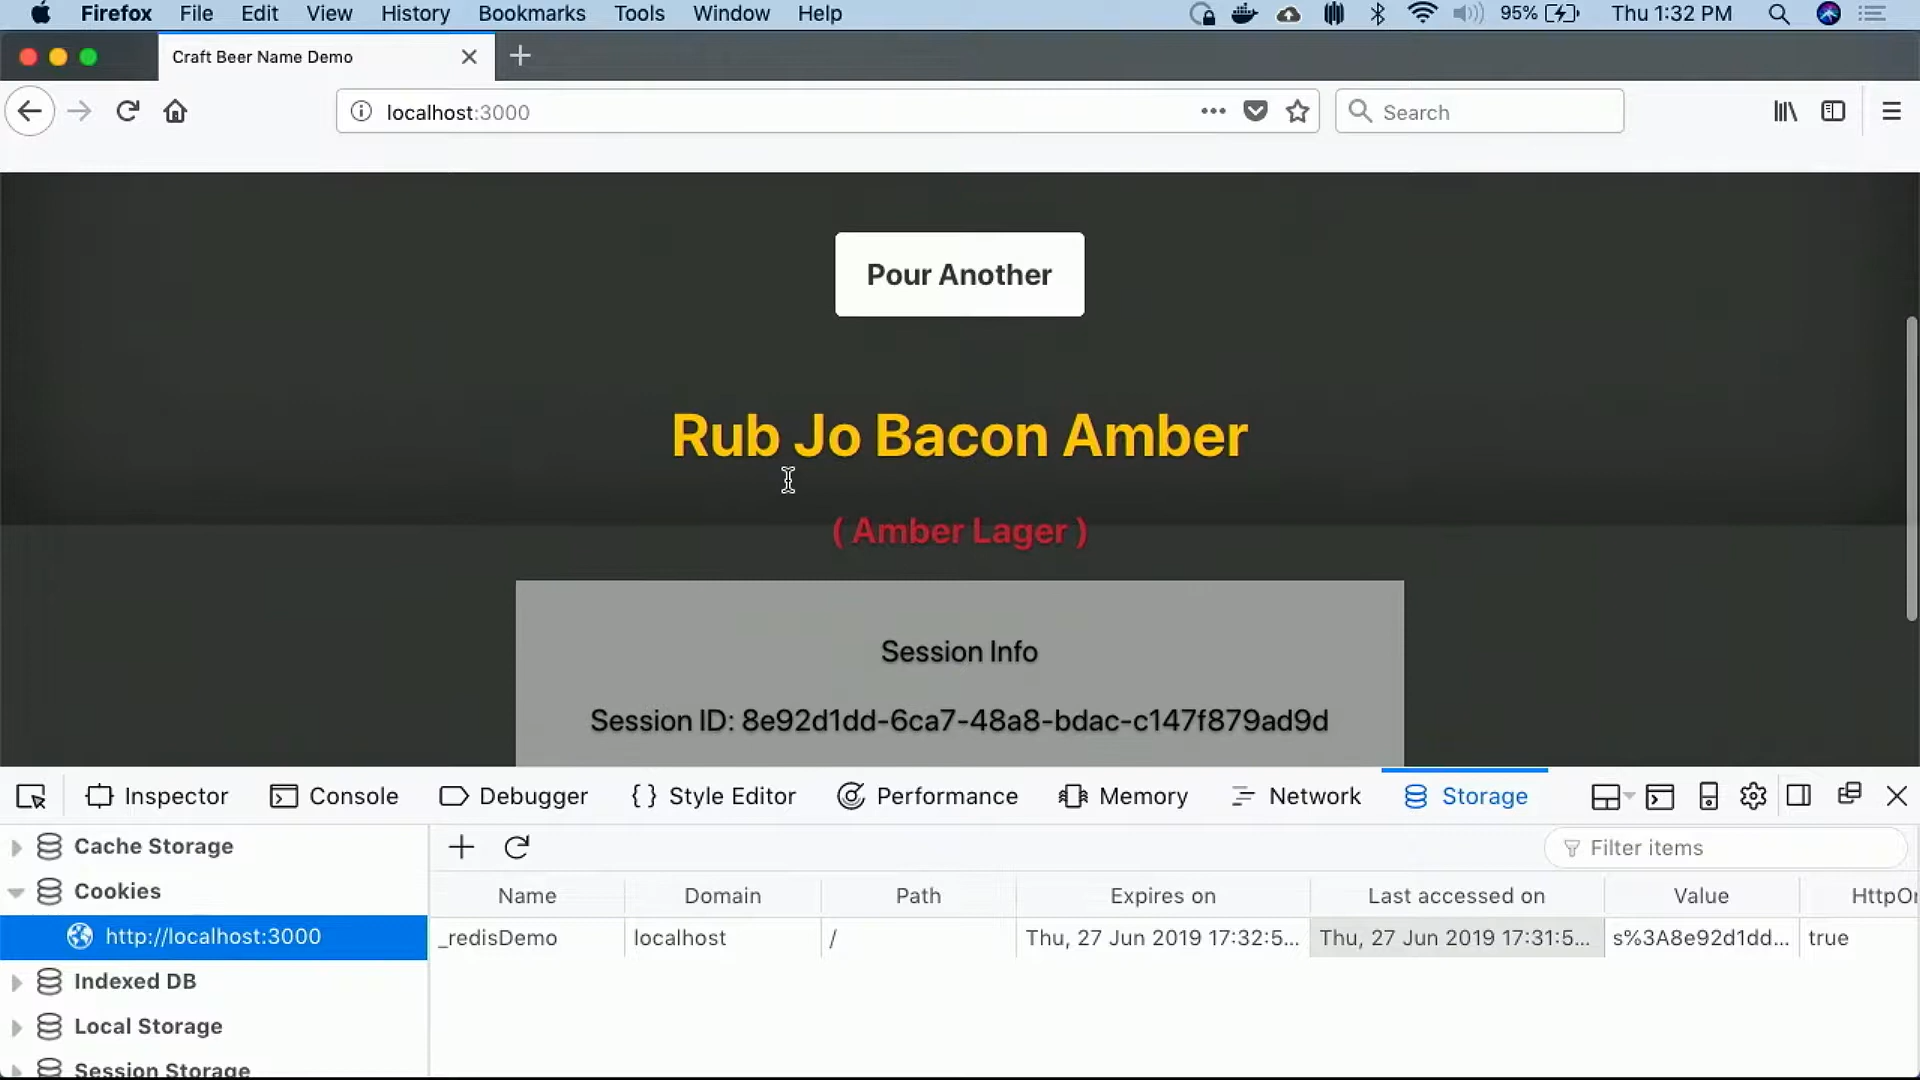 Firefox File Edit View History Bookmarks Tools Window Help 95% Thu 1:32 PM
Craft Beer Name Demo
localhost:3000 Search
Pour Another
Rub Jo Bacon Amber
( Amber Lager )
Session Info
Session ID: 8e92d1dd-6ca7-48a8-bdac-c147f879ad9d
Inspector Console Debugger Style Editor Performance Memory Network Storage
Cache Storage Filter items
Cookies Name Domain Path Expires on Last accessed on Value HttpOn
http://localhost:3000 _redisDemo localhost / Thu, 27 Jun 2019 17:32:5... Thu, 27 Jun 2019 17:31:5... s%3A8e92d1dd... true
Indexed DB
Local Storage
Session Storage